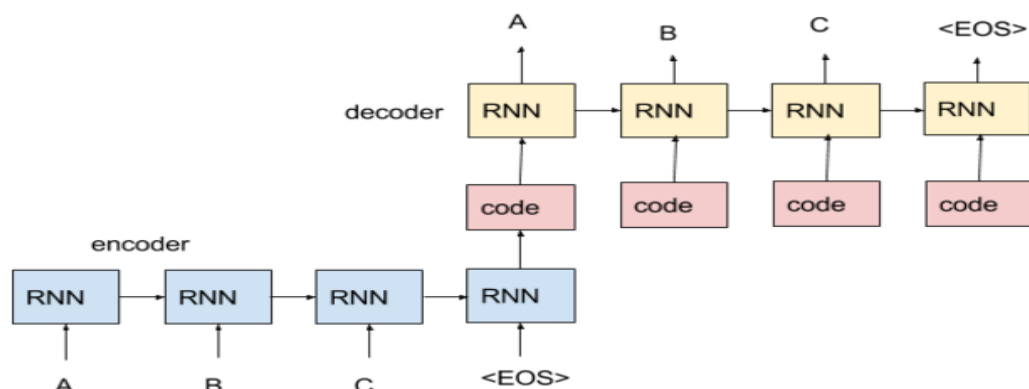 A B C <EOS>
decoder RNN RNN RNN RNN
code code code code
encoder
RNN RNN RNN RNN
A B C <EOS>